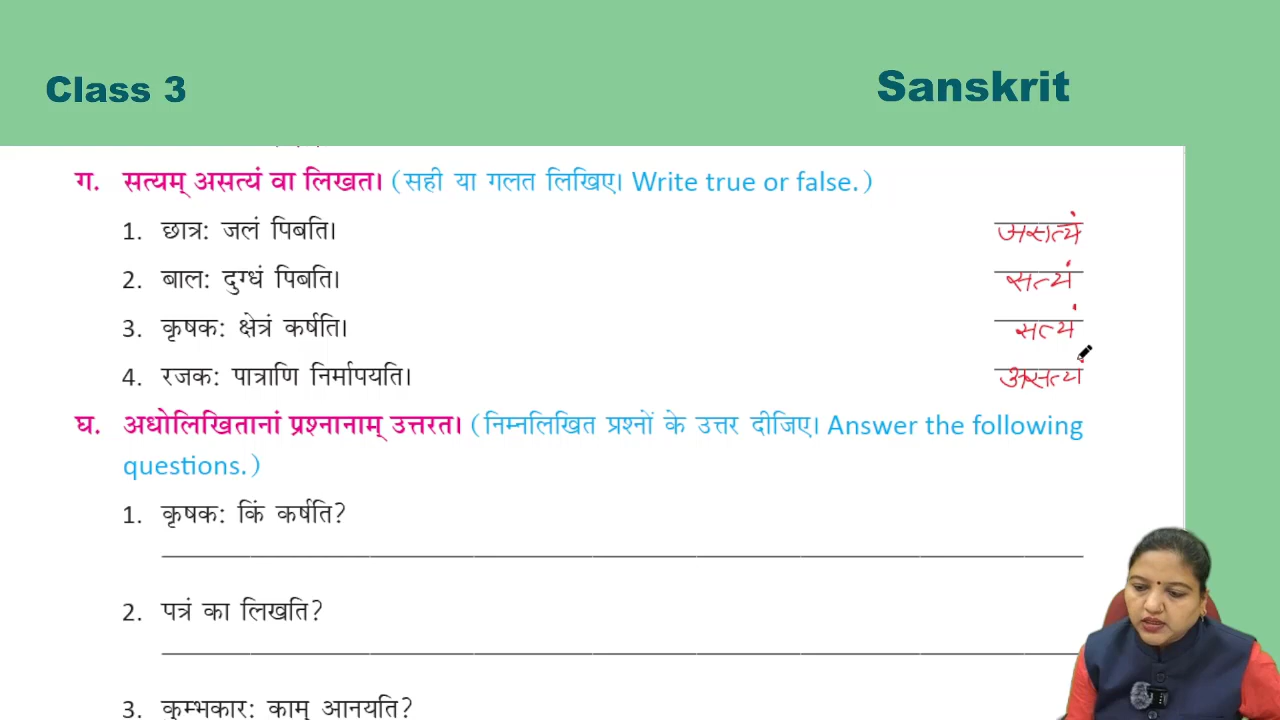 Class 3
Sanskrit
ग. सत्यम् असत्यं वा लिखत। (सही या गलत लिखिए। Write true or false.)
1. छात्र: जलं पिबति। असत्यं
2. बाल: दुग्धं पिबति। सत्यं
3. कृषक: क्षेत्रं कर्षति। सत्यं
4. रजक: पात्राणि निर्मापयति। असत्यं
घ. अधोलिखितानां प्रश्नानाम् उत्तरत। (निम्नलिखित प्रश्नों के उत्तर दीजिए। Answer the following
questions.)
1. कृषक: किं कर्षति?
2. पत्रं का लिखति?
3. कुम्भकार: काम् आनयति?